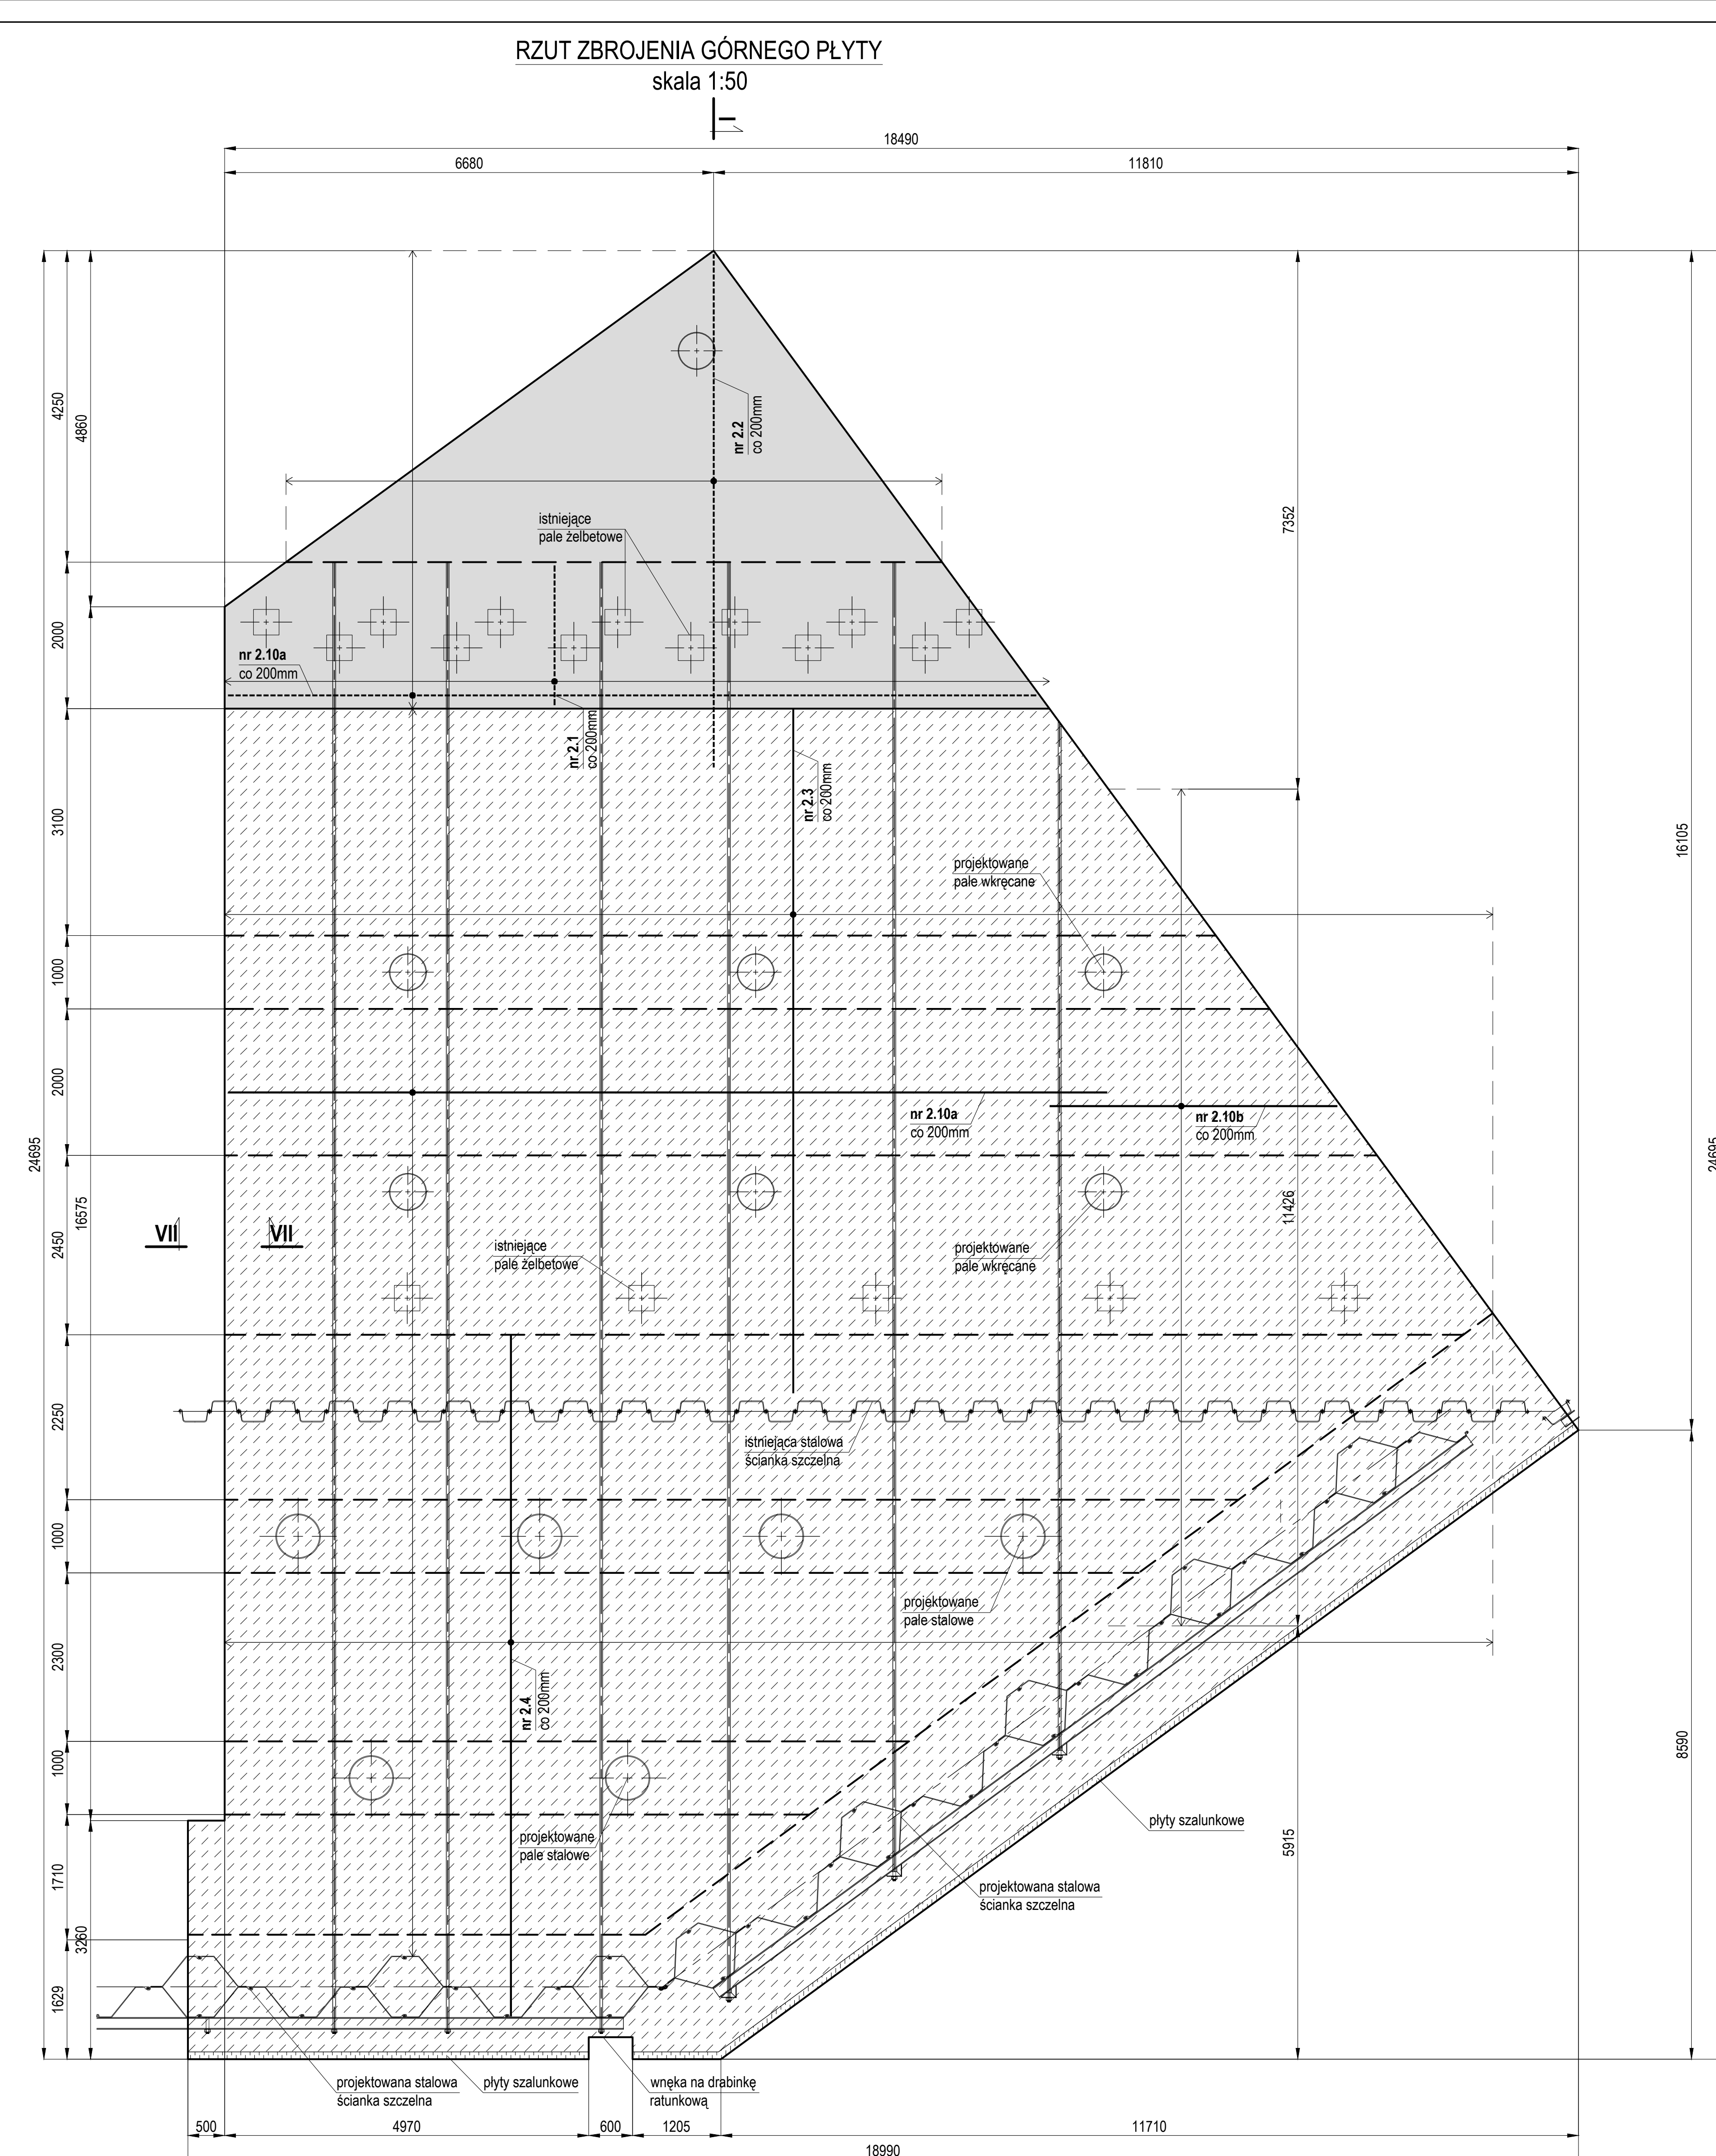 RZUT ZBROJENIA GÓRNEGO PŁYTY
skala 1:50
I
18490
6680
11810
4250
4860
7352
nr 2.2
co 200mm
istniejące
pale żelbetowe
2000
nr 2.10a
co 200mm
nr 2.1
co 200mm
nr 2.3
co 200mm
3100
16105
projektowane
pale wkręcane
1000
2000
nr 2.10a
co 200mm
nr 2.10b
co 200mm
24695
24695
16575
11426
VII
VII
2450
istniejące
pale żelbetowe
projektowane
pale wkręcane
2250
istniejąca stalowa
ścianka szczelna
1000
projektowane
pale stalowe
2300
nr 2.4
co 200mm
1000
8590
projektowane
pale stalowe
płyty szalunkowe
1710
5915
projektowana stalowa
ścianka szczelna
3260
1629
projektowana stalowa
ścianka szczelna
płyty szalunkowe
wnęka na drabinkę
ratunkową
500
4970
600
1205
11710
18990